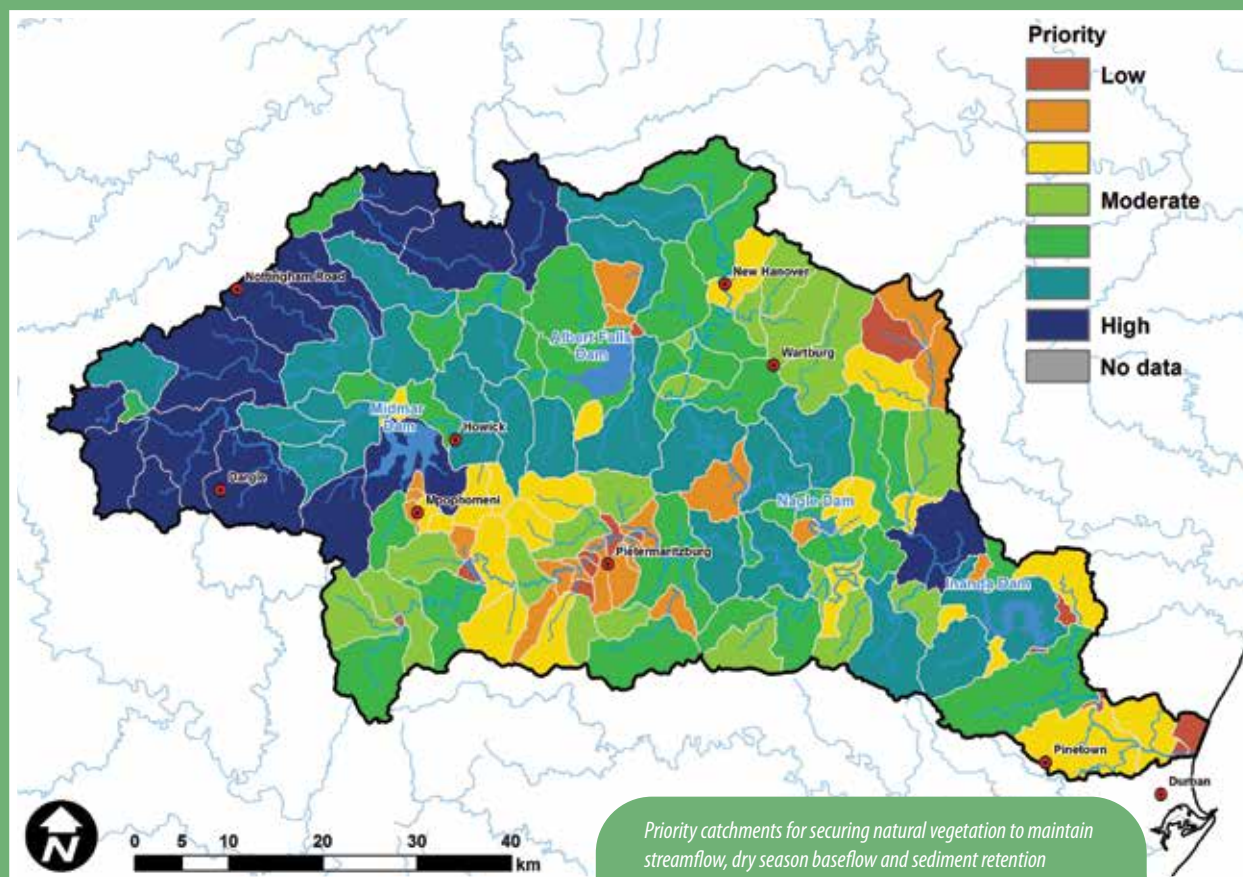 Priority
Low
Moderate
High
No data
Nottingham Road
New Hanover
Albert Falls
Dam
Wartburg
Midmar
Dam
Howick
Dargle
Mpophomeni
Nagle Dam
Pietermaritzburg
Inanda Dam
Pinetown
Durban
N
0 5 10 20 30 40
km
Priority catchments for securing natural vegetation to maintain
streamflow, dry season baseflow and sediment retention